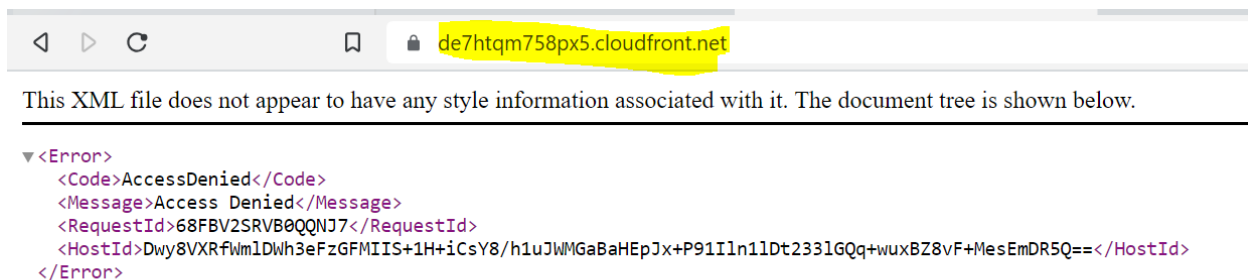 de7htqm758px5.cloudfront.net
This XML file does not appear to have any style information associated with it. The document tree is shown below.
▼<Error>
<Code>AccessDenied</Code>
<Message>Access Denied</Message>
<RequestId>68FBV2SRVB0QQNJ7</RequestId>
<HostId>Dwy8VXRfWmlDWh3eFzGFMIIS+1H+iCsY8/h1uJWMGaBaHEpJx+P91Iln1lDt233lGQq+wuxBZ8vF+MesEmDR5Q==</HostId>
</Error>